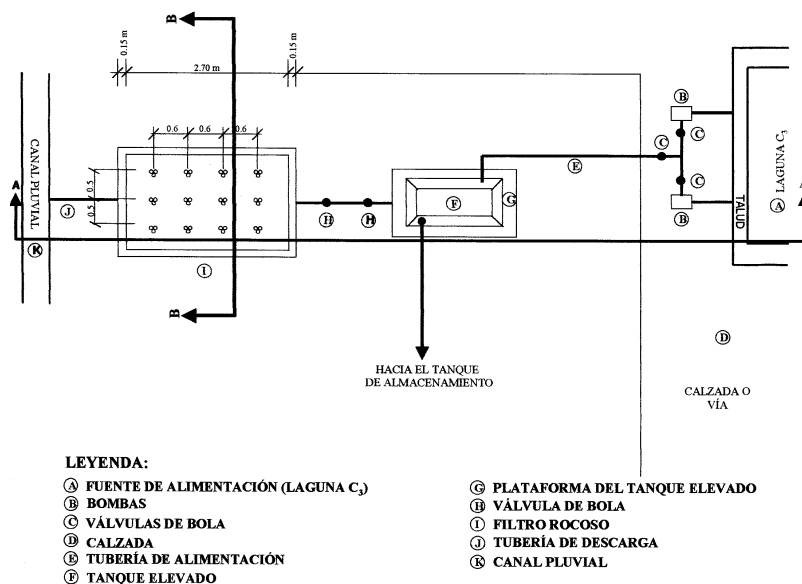 B
0.15 m
2.70 m
0.15 m
0.6 0.6 0.6
0.5 0.5
CANAL PLUVIAL
A
J
K
I
B
H H
F
G
E
C
B
C
C
B
TALUD
A LAGUNA C3
A
D
HACIA EL TANQUE
DE ALMACENAMIENTO
CALZADA O
VÍA
LEYENDA:
A FUENTE DE ALIMENTACIÓN (LAGUNA C3)
B BOMBAS
C VÁLVULAS DE BOLA
D CALZADA
E TUBERÍA DE ALIMENTACIÓN
F TANQUE ELEVADO
G PLATAFORMA DEL TANQUE ELEVADO
H VÁLVULA DE BOLA
I FILTRO ROCOSO
J TUBERÍA DE DESCARGA
K CANAL PLUVIAL